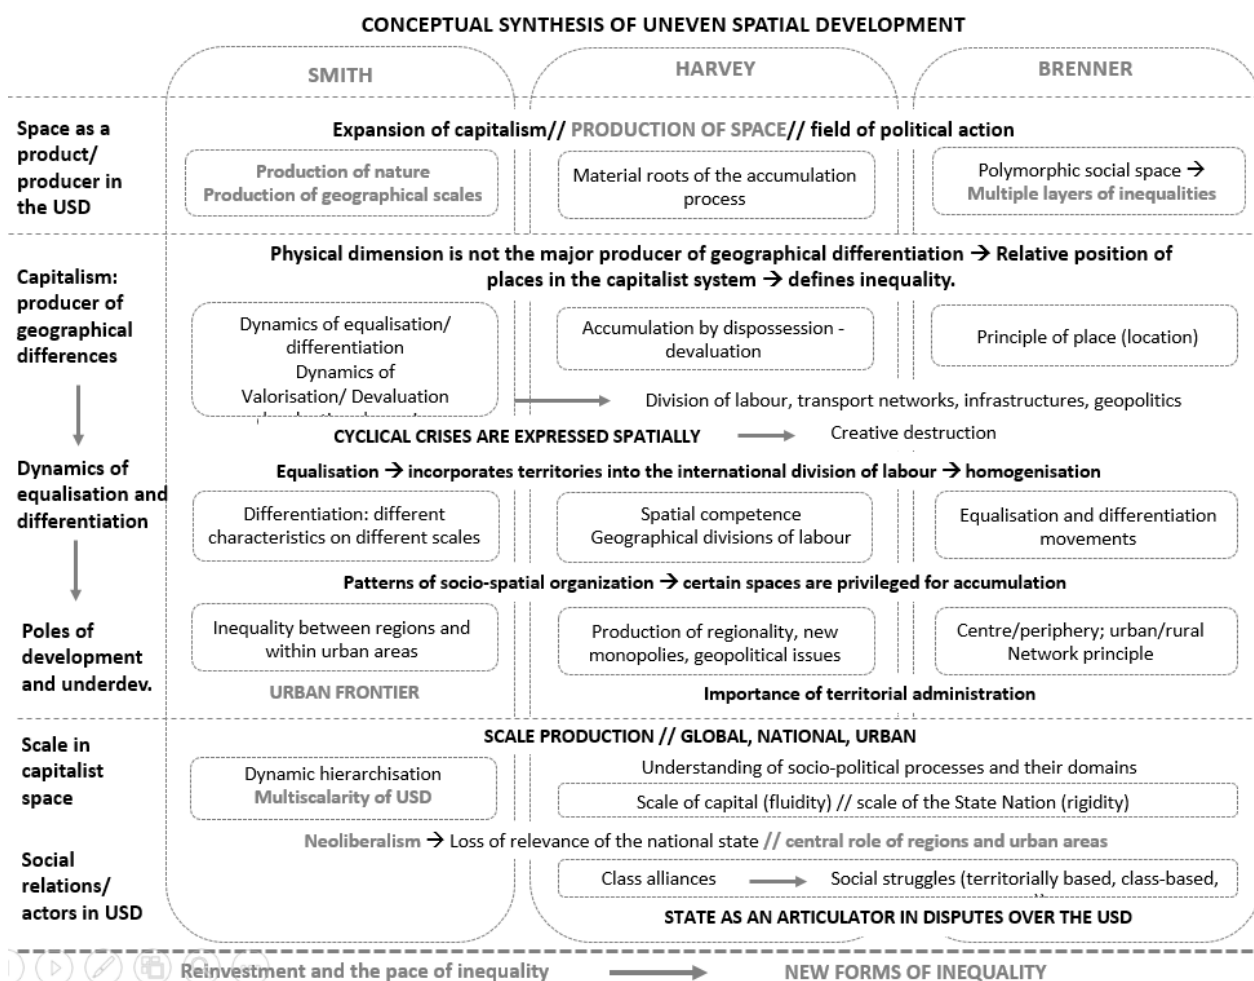 CONCEPTUAL SYNTHESIS OF UNEVEN SPATIAL DEVELOPMENT
SMITH
HARVEY
BRENNER
Space as a
product/
producer in
the USD
Expansion of capitalism// PRODUCTION OF SPACE// field of political action
Production of nature
Production of geographical scales
Material roots of the accumulation
process
Polymorphic social space →
Multiple layers of inequalities
Capitalism:
producer of
geographical
differences
Physical dimension is not the major producer of geographical differentiation → Relative position of
places in the capitalist system → defines inequality.
Dynamics of equalisation/
differentiation
Dynamics of
Valorisation/ Devaluation
Accumulation by dispossession -
devaluation
Principle of place (location)
Division of labour, transport networks, infrastructures, geopolitics
CYCLICAL CRISES ARE EXPRESSED SPATIALLY
Creative destruction
Dynamics of
equalisation and
differentiation
Equalisation → incorporates territories into the international division of labour → homogenisation
Differentiation: different
characteristics on different scales
Spatial competence
Geographical divisions of labour
Equalisation and differentiation
movements
Patterns of socio-spatial organization → certain spaces are privileged for accumulation
Poles of
development
and underdev.
Inequality between regions and
within urban areas
Production of regionality, new
monopolies, geopolitical issues
Centre/periphery; urban/rural
Network principle
URBAN FRONTIER
Importance of territorial administration
Scale in
capitalist
space
SCALE PRODUCTION // GLOBAL, NATIONAL, URBAN
Dynamic hierarchisation
Multiscalarity of USD
Understanding of socio-political processes and their domains
Scale of capital (fluidity) // scale of the State Nation (rigidity)
Neoliberalism → Loss of relevance of the national state // central role of regions and urban areas
Social
relations/
actors in USD
Class alliances
Social struggles (territorially based, class-based,
STATE AS AN ARTICULATOR IN DISPUTES OVER THE USD
Reinvestment and the pace of inequality
NEW FORMS OF INEQUALITY